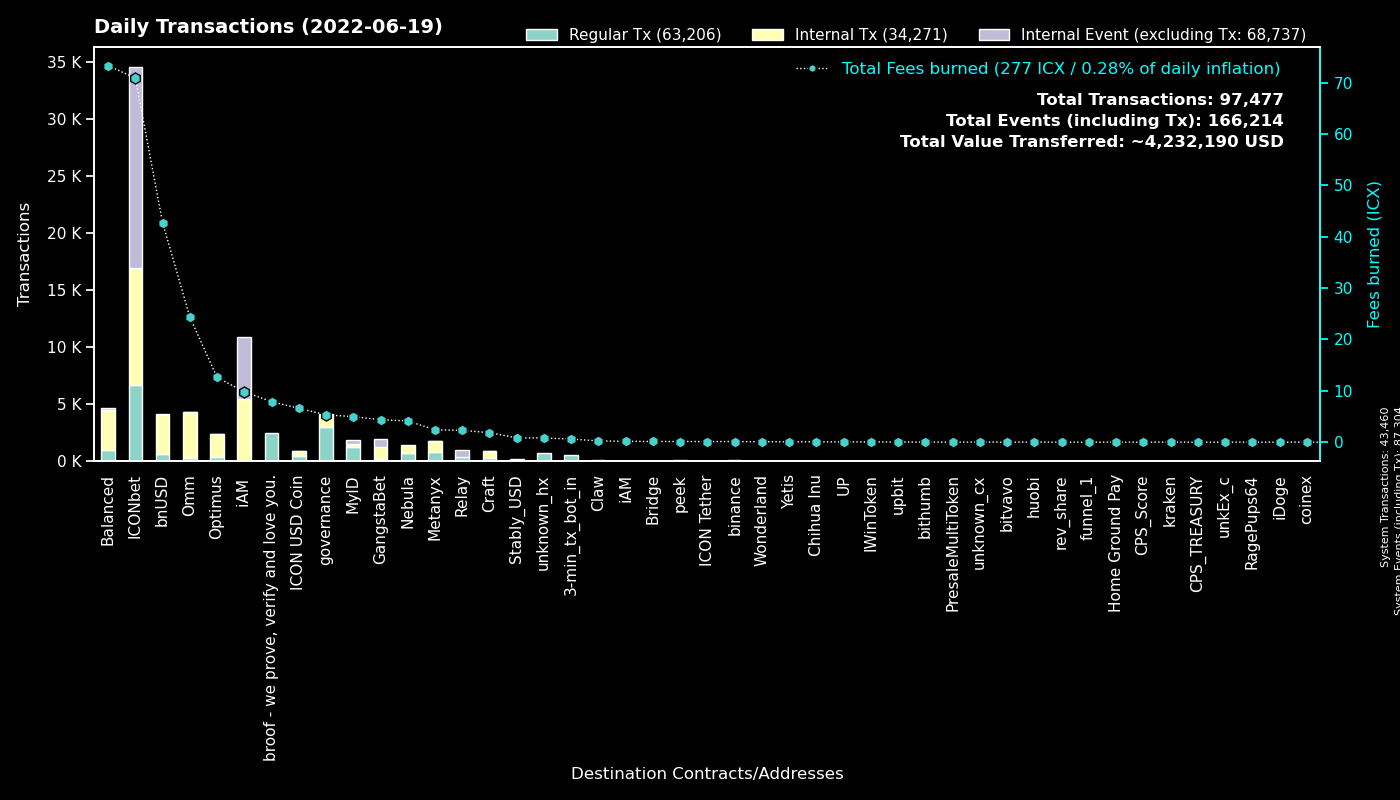 Daily Transactions (2022-06-19)
Regular Tx (63,206)
Internal Tx (34,271)
Internal Event (excluding Tx: 68,737)
Total Fees burned (277 ICX / 0.28% of daily inflation)
Total Transactions: 97,477
Total Events (including Tx): 166,214
Total Value Transferred: ~4,232,190 USD
Transactions
35 K
30 K
25 K
20 K
15 K
10 K
5 K
0 K
70
60
50
40
30
20
10
0
Fees burned (ICX)
Balanced
ICONbet
bnUSD
Omm
Optimus
iAM
broof - we prove, verify and love you.
ICON USD Coin
governance
MyID
GangstaBet
Nebula
Metanyx
Relay
Craft
Stably_USD
unknown_hx
3-min_tx_bot_in
Claw
iAM
Bridge
peek
ICON Tether
binance
Wonderland
Yetis
Chihua Inu
UP
IWinToken
upbit
bithumb
PresaleMultiToken
unknown_cx
bitvavo
huobi
rev_share
funnel_1
Home Ground Pay
CPS_Score
kraken
CPS_TREASURY
unkEx_c
RagePups64
iDoge
coinex
Destination Contracts/Addresses
System Transactions: 43,460
System Events (including Tx): 87,304